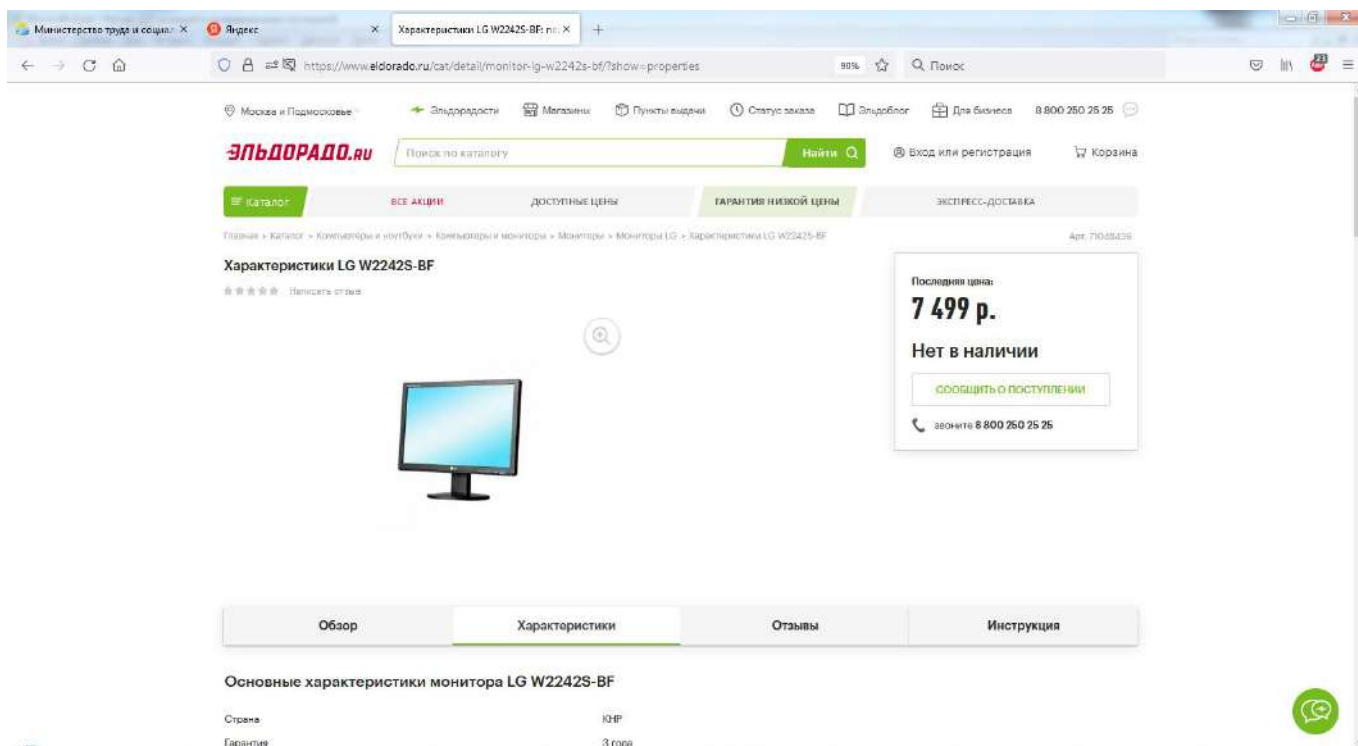 Министерство труда и социал
Яндекс
Характеристики LG W2242S-BF: по
https://www.eldorado.ru/cat/detail/monitor-lg-w2242s-bf/?show=properties
90%
Поиск
23
Москва и Подмосковье
Эльдорадости
Магазины
Пункты выдачи
Статус заказа
Эльдоблог
Для бизнеса
8 800 250 25 25
ЭЛЬДОРАДО.RU
Поиск по каталогу
Найти
Вход или регистрация
Корзина
Каталог
ВСЕ АКЦИИ
ДОСТУПНЫЕ ЦЕНЫ
ГАРАНТИЯ НИЗКОЙ ЦЕНЫ
ЭКСПРЕСС-ДОСТАВКА
Главная » Каталог » Компьютеры и ноутбуки » Компьютеры и мониторы » Мониторы » Мониторы LG » Характеристики LG W2242S-BF
Арт.
Характеристики LG W2242S-BF
Написать отзыв
Последняя цена:
7 499 р.
Нет в наличии
СООБЩИТЬ О ПОСТУПЛЕНИИ
звоните 8 800 250 25 25
Обзор
Характеристики
Отзывы
Инструкция
Основные характеристики монитора LG W2242S-BF
Страна
КНР
Гарантия
3 года